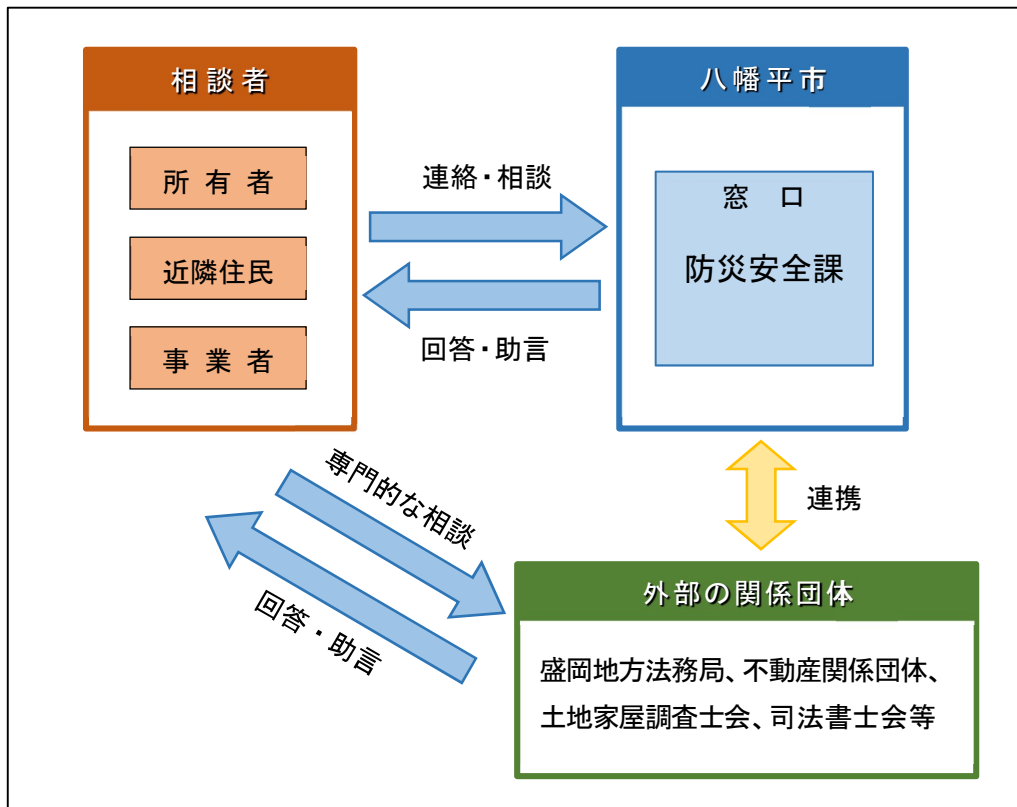 相談者
所有者
近隣住民
事業者
連絡・相談
回答・助言
八幡平市
窓　口
防災安全課
専門的な相談
回答・助言
連携
外部の関係団体
盛岡地方法務局、不動産関係団体、
土地家屋調査士会、司法書士会等